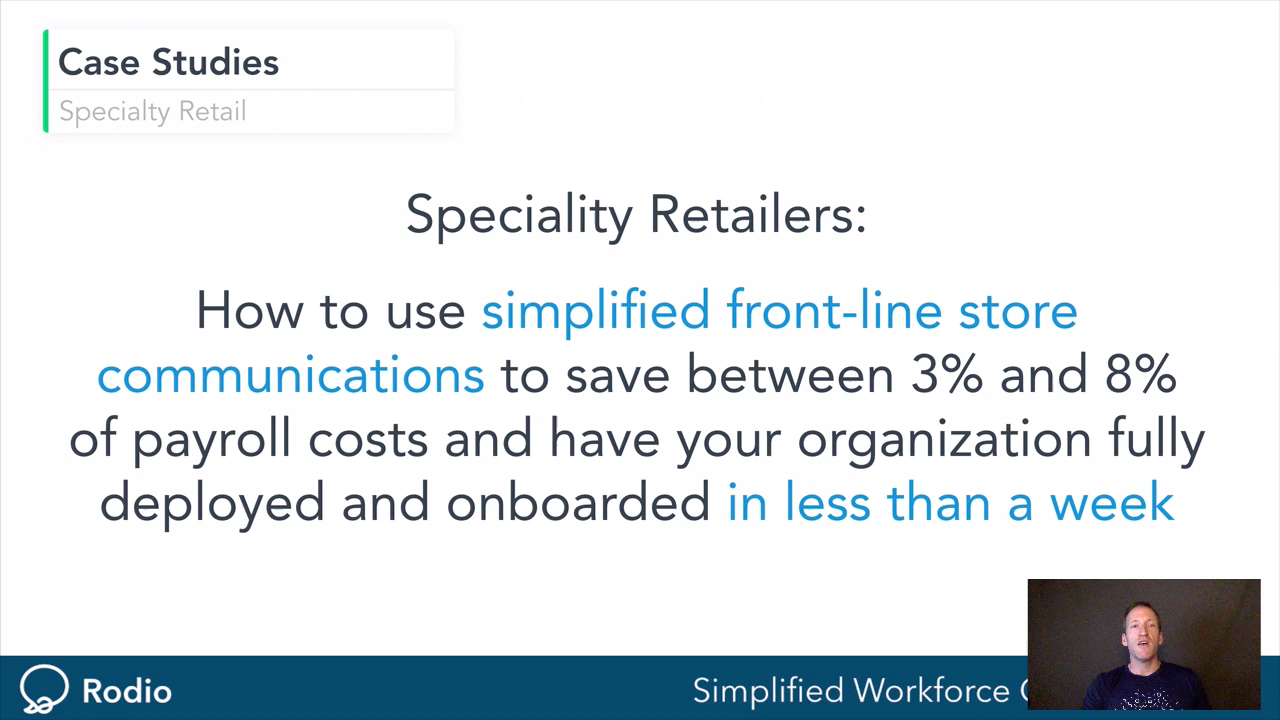 Case Studies
Specialty Retail
Speciality Retailers:
How to use simplified front-line store
communications to save between 3% and 8%
of payroll costs and have your organization fully
deployed and onboarded in less than a week
Rodio
Simplified Workforce